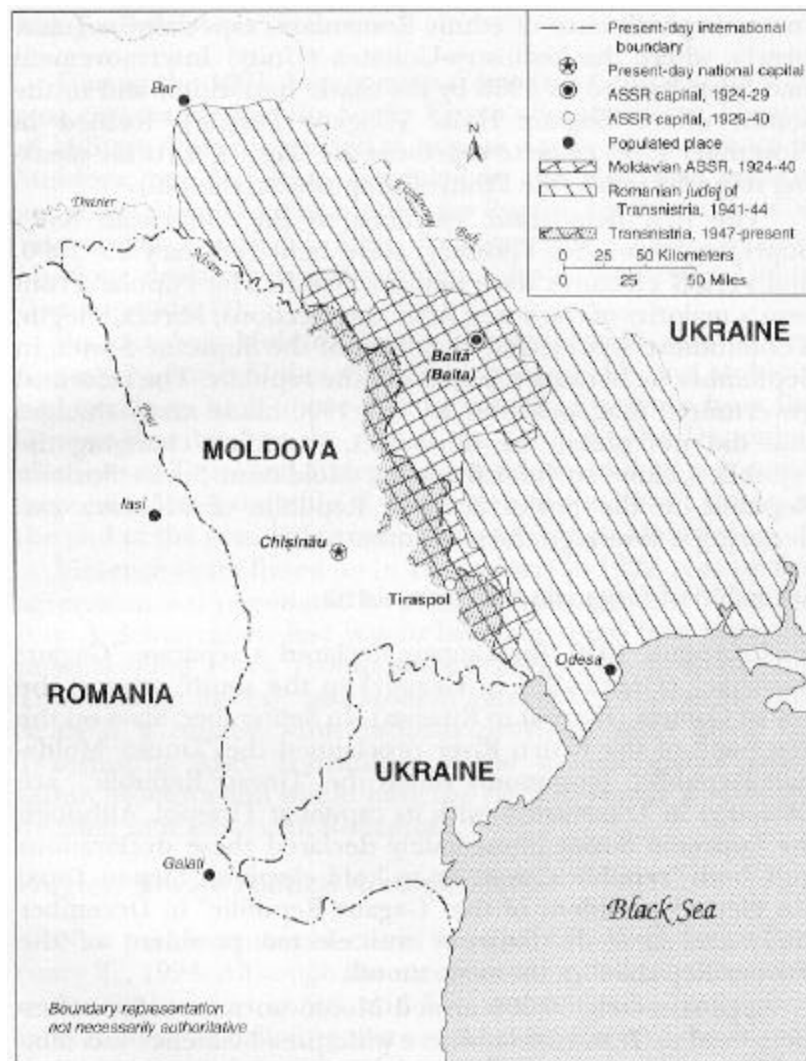 Present-day international
boundary
Present-day national capital
ASSR capital, 1924-29
ASSR capital, 1929-40
Populated place
Moldavian ABSR, 1924-40
Romanian judeţ of
Transnistria, 1941-44
Transnistria, 1947-present
0 25 50 Kilometers
0 25 50 Miles
Bar
N
Dniester
UKRAINE
Balta
(Balta)
MOLDOVA
Iasi
Chişinău
Tiraspol
Odesa
ROMANIA
UKRAINE
Galati
Black Sea
Boundary representation
not necessarily authoritative